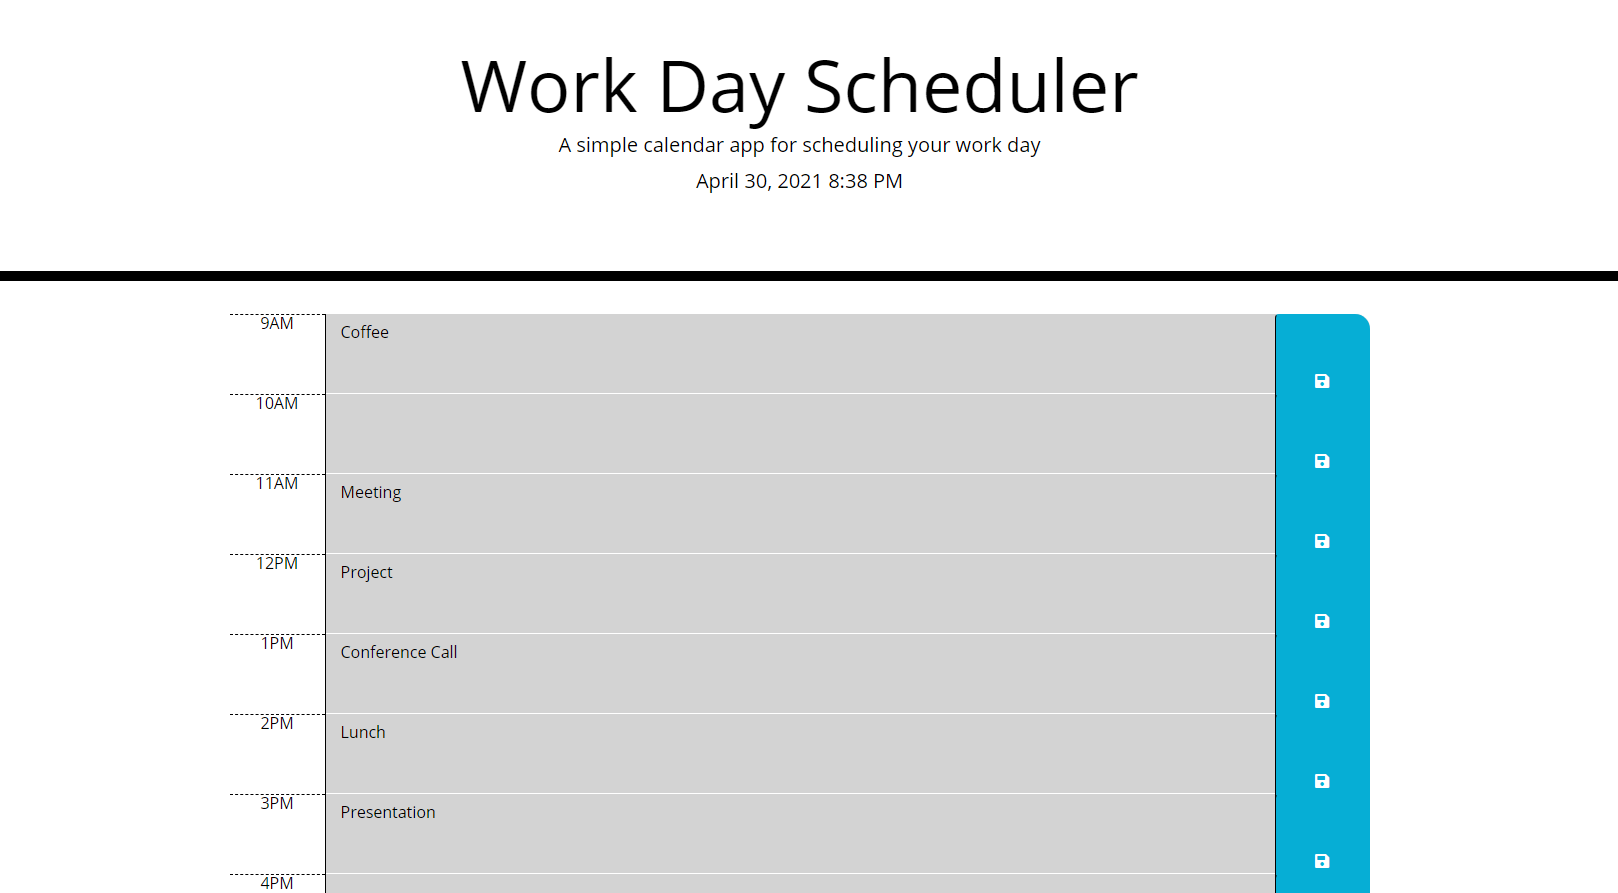 Work Day Scheduler
A simple calendar app for scheduling your work day
April 30, 2021 8:38 PM
9AM
Coffee
10AM
11AM
Meeting
12PM
Project
1PM
Conference Call
2PM
Lunch
3PM
Presentation
4PM